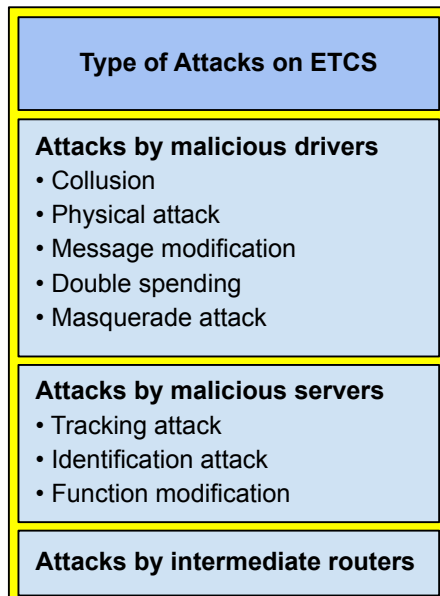 Type of Attacks on ETCS
Attacks by malicious drivers
• Collusion
• Physical attack
• Message modification
• Double spending
• Masquerade attack
Attacks by malicious servers
• Tracking attack
• Identification attack
• Function modification
Attacks by intermediate routers